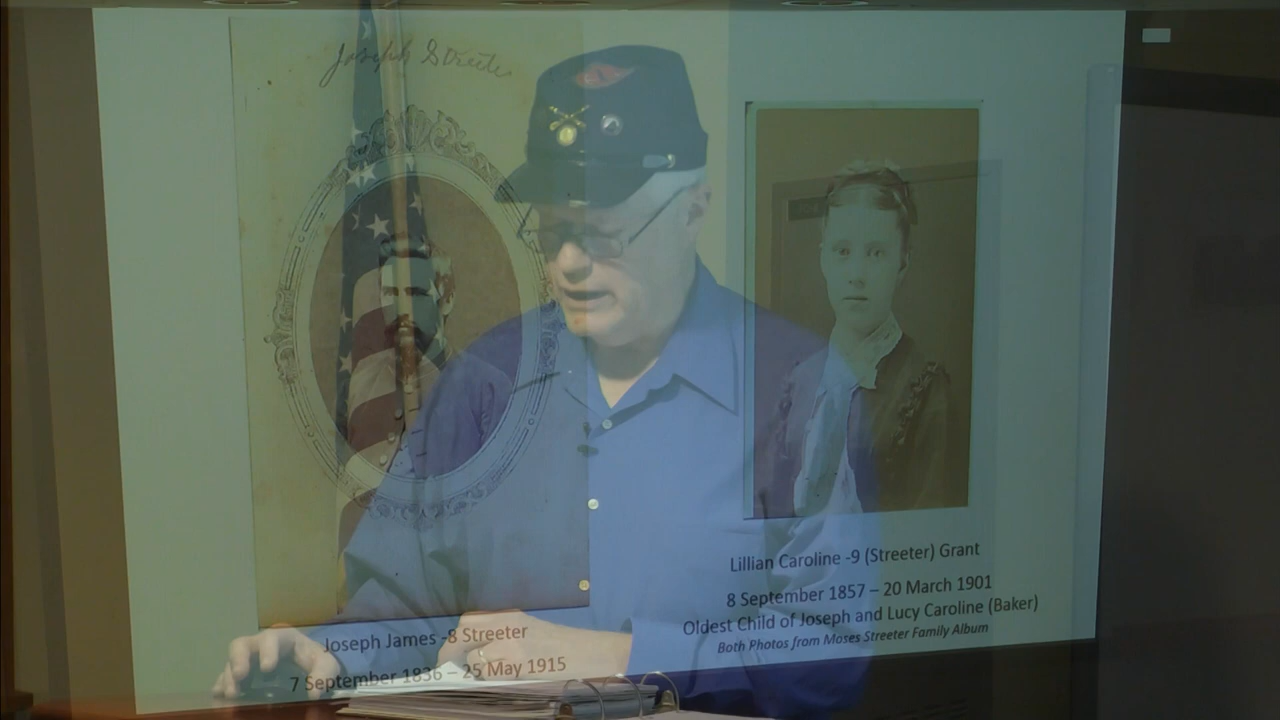 Joseph Streeter
Joseph James -8 Streeter
7 September 1836 – 25 May 1915
Lillian Caroline -9 (Streeter) Grant
8 September 1857 – 20 March 1901
Oldest Child of Joseph and Lucy Caroline (Baker)
Both Photos from Moses Streeter Family Album